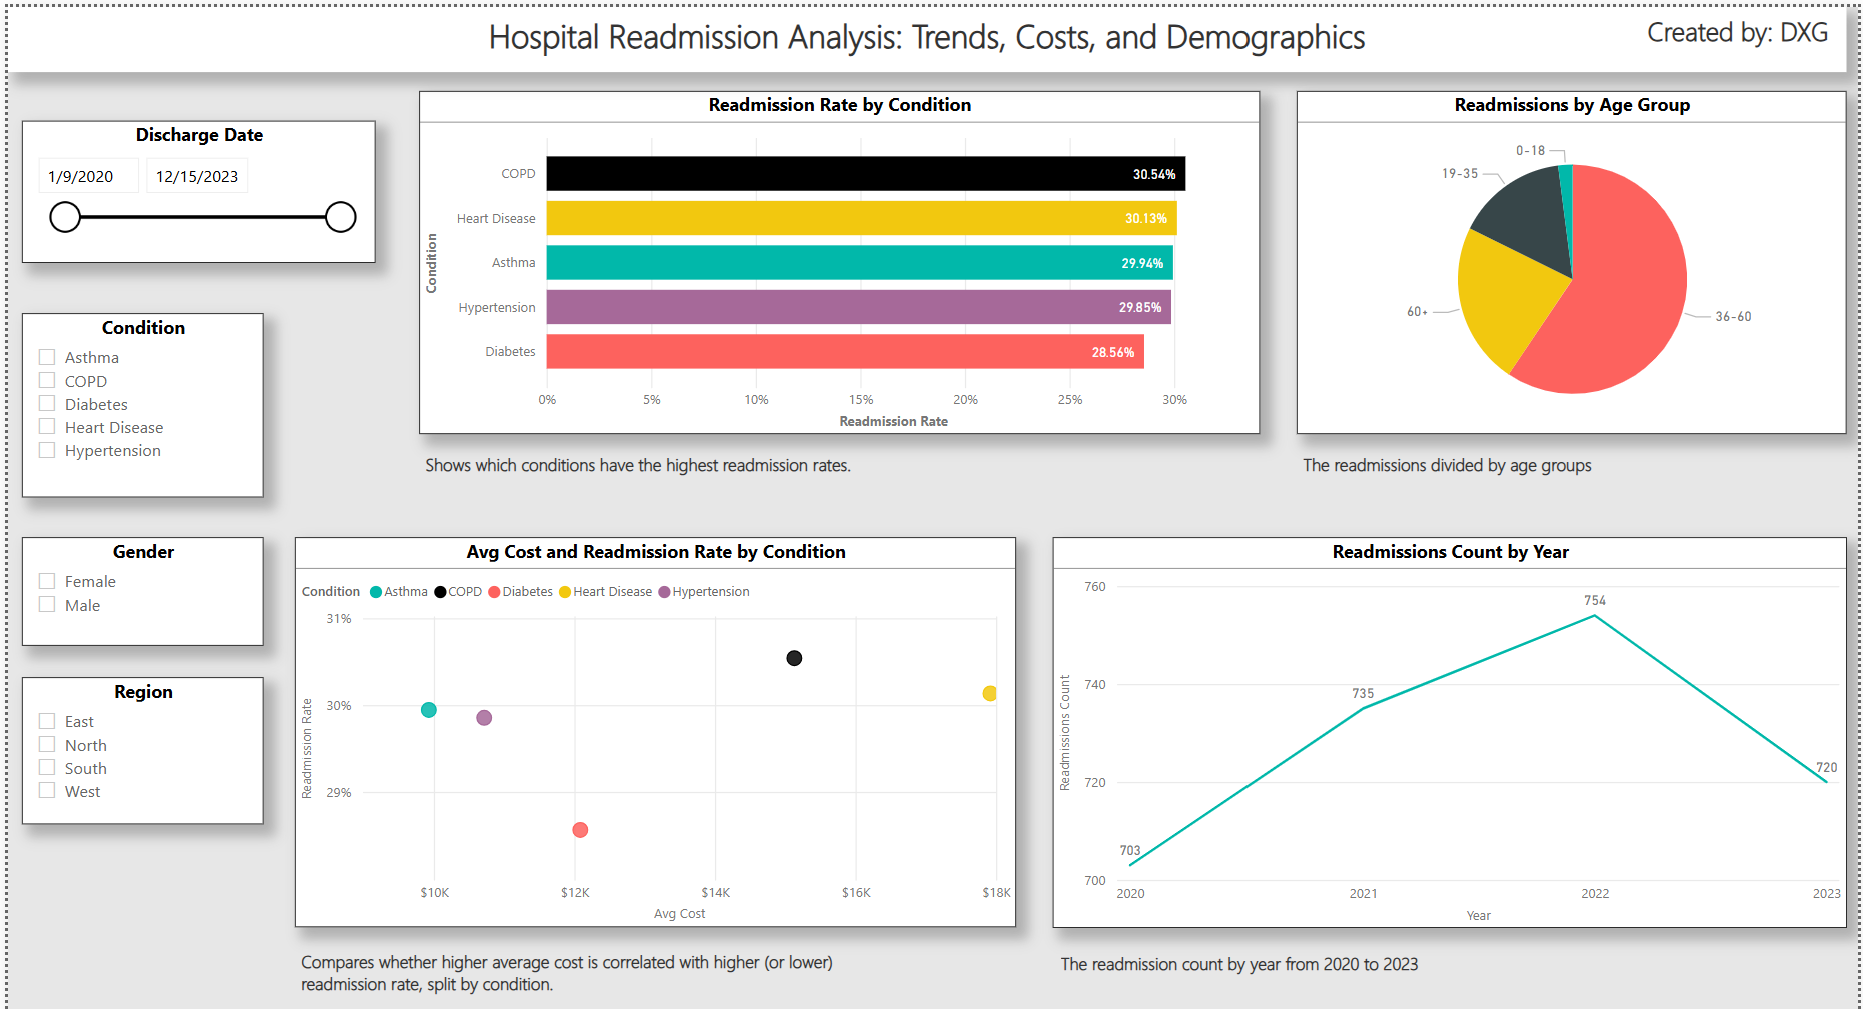 Hospital Readmission Analysis: Trends, Costs, and Demographics
Created by: DXG
Discharge Date
1/9/2020 12/15/2023
Condition
Asthma
COPD
Diabetes
Heart Disease
Hypertension
Gender
Female
Male
Region
East
North
South
West
Readmission Rate by Condition
Condition
COPD 30.54%
Heart Disease 30.13%
Asthma 29.94%
Hypertension 29.85%
Diabetes 28.56%
0% 5% 10% 15% 20% 25% 30%
Readmission Rate
Shows which conditions have the highest readmission rates.
Readmissions by Age Group
0-18
19-35
60+
36-60
The readmissions divided by age groups
Avg Cost and Readmission Rate by Condition
Condition Asthma COPD Diabetes Heart Disease Hypertension
Readmission Rate
31%
30%
29%
$10K $12K $14K $16K $18K
Avg Cost
Compares whether higher average cost is correlated with higher (or lower)
readmission rate, split by condition.
Readmissions Count by Year
Readmissions Count
760
740
720
700
703
735
754
720
2020 2021 2022 2023
Year
The readmission count by year from 2020 to 2023